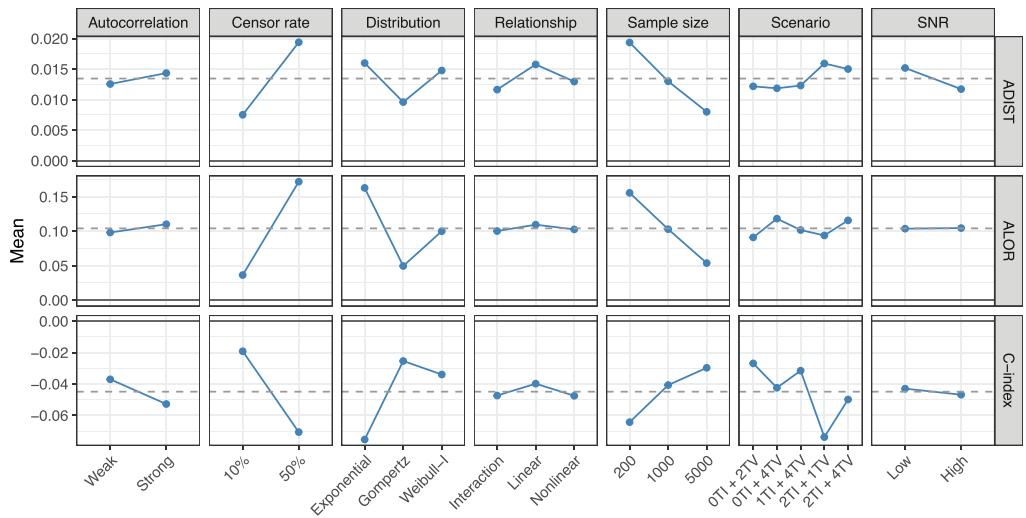 Autocorrelation Censor rate Distribution Relationship Sample size Scenario SNR
0.020
0.015
0.010
0.005
0.000
ADIST
0.15
0.10
0.05
0.00
ALOR
0.00
−0.02
−0.04
−0.06
C−index
Mean
Weak Strong 10% 50% Exponential Gompertz Weibull−I Interaction Linear Nonlinear 200 1000 5000 0TI + 2TV 0TI + 4TV 1TI + 4TV 2TI + 1TV 2TI + 4TV Low High